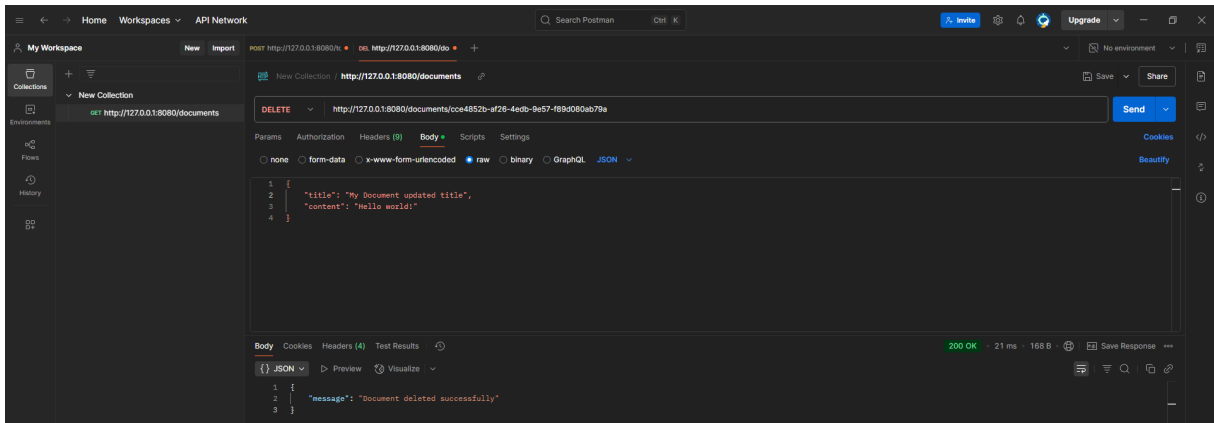 Home Workspaces API Network Search Postman Ctrl K Invite Upgrade
My Workspace New Import POST http://127.0.0.1:8080/tc DEL http://127.0.0.1:8080/do No environment
Collections
New Collection / http://127.0.0.1:8080/documents Save Share
New Collection
GET http://127.0.0.1:8080/documents
DELETE http://127.0.0.1:8080/documents/cce4852b-af26-4edb-9e57-f89d080ab79a Send
Environments
Params Authorization Headers (9) Body Scripts Settings Cookies
Flows
none form-data x-www-form-urlencoded raw binary GraphQL JSON Beautify
History
1 {
2 "title": "My Document updated title",
3 "content": "Hello world!"
4 }
Body Cookies Headers (4) Test Results 200 OK 21 ms 168 B Save Response
{} JSON Preview Visualize
1 {
2 "message": "Document deleted successfully"
3 }